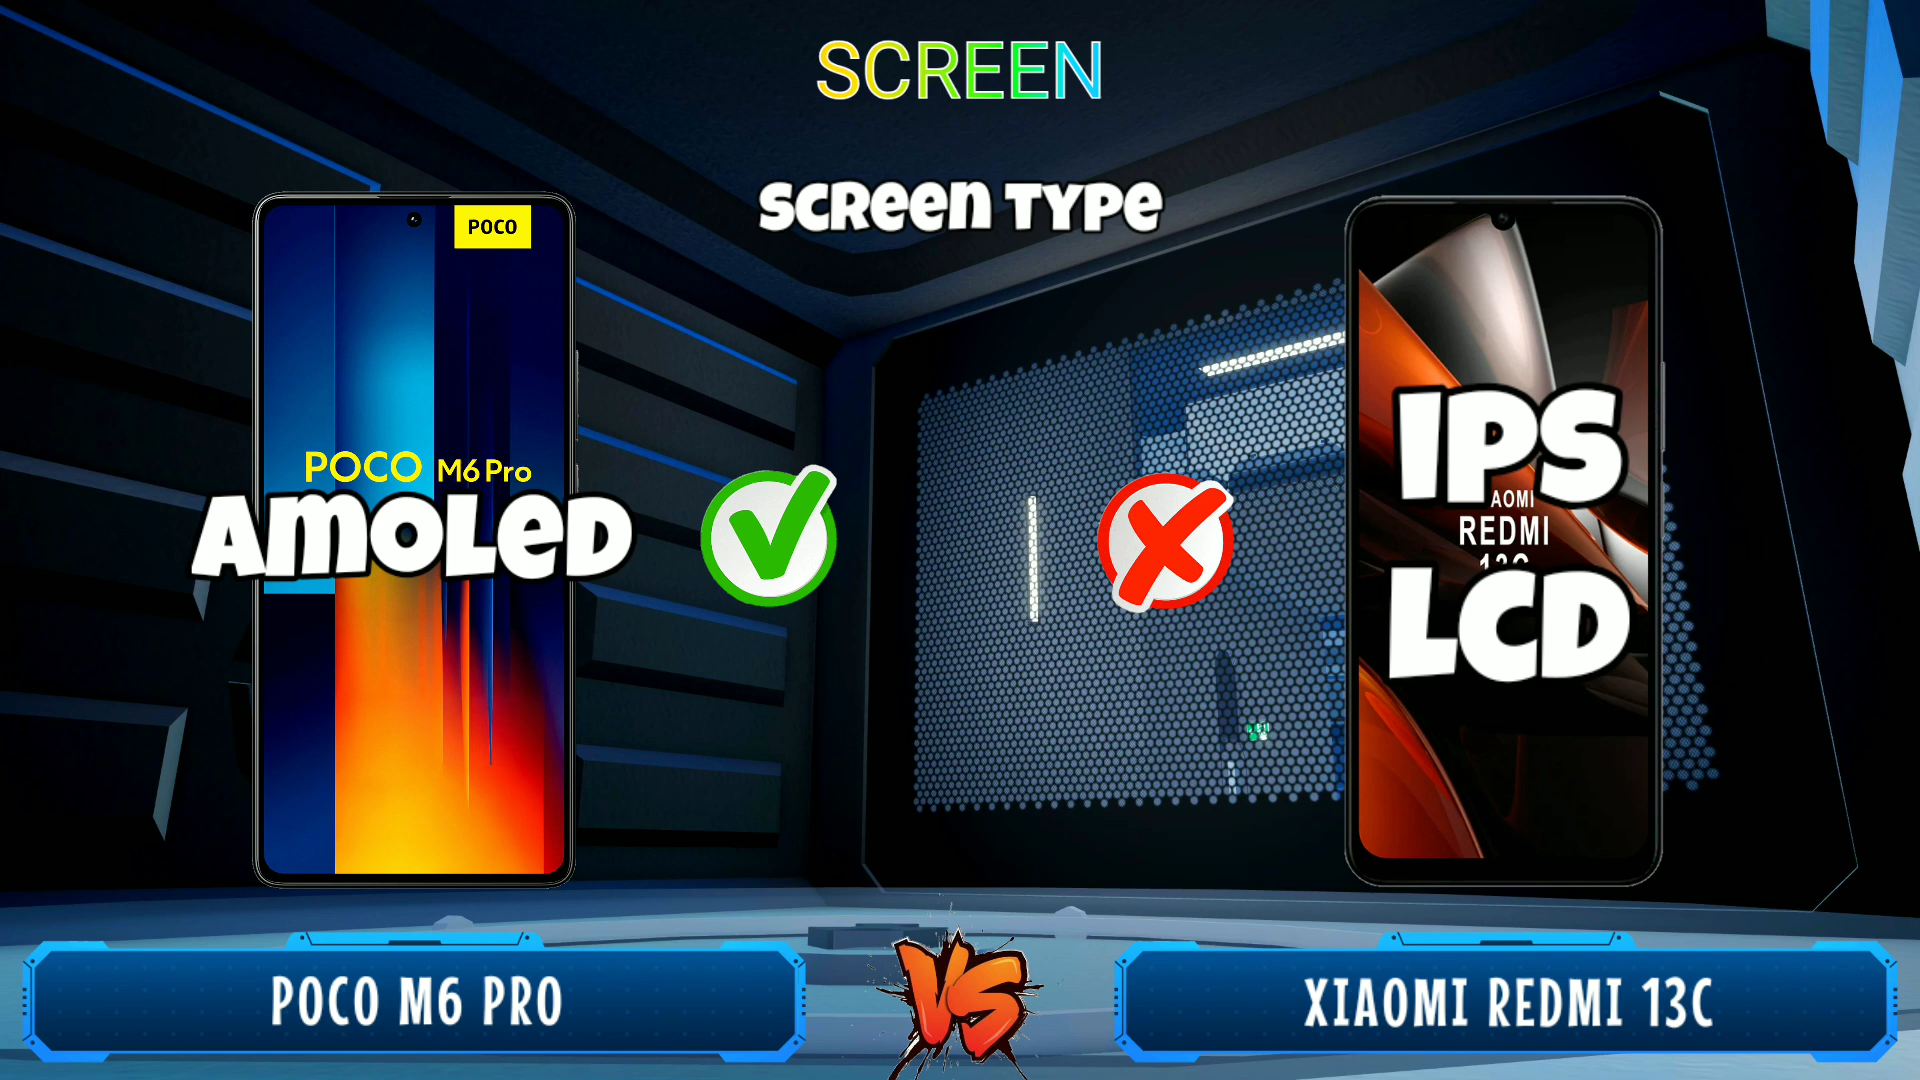 SCREEN
SCREEN TYPE
POCO
POCO M6 Pro
AMOLED
IPS
AOMI
REDMI
13C
LCD
POCO M6 PRO
VS
XIAOMI REDMI 13C